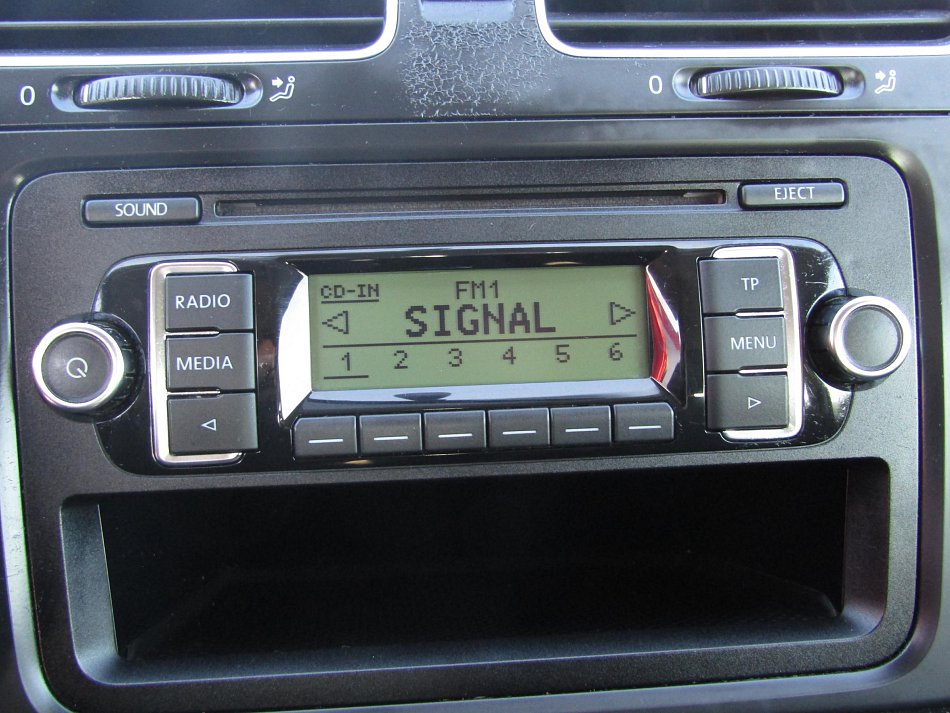 0
0
SOUND
EJECT
RADIO
MEDIA
CD-IN
FM1
SIGNAL
1 2 3 4 5 6
TP
MENU